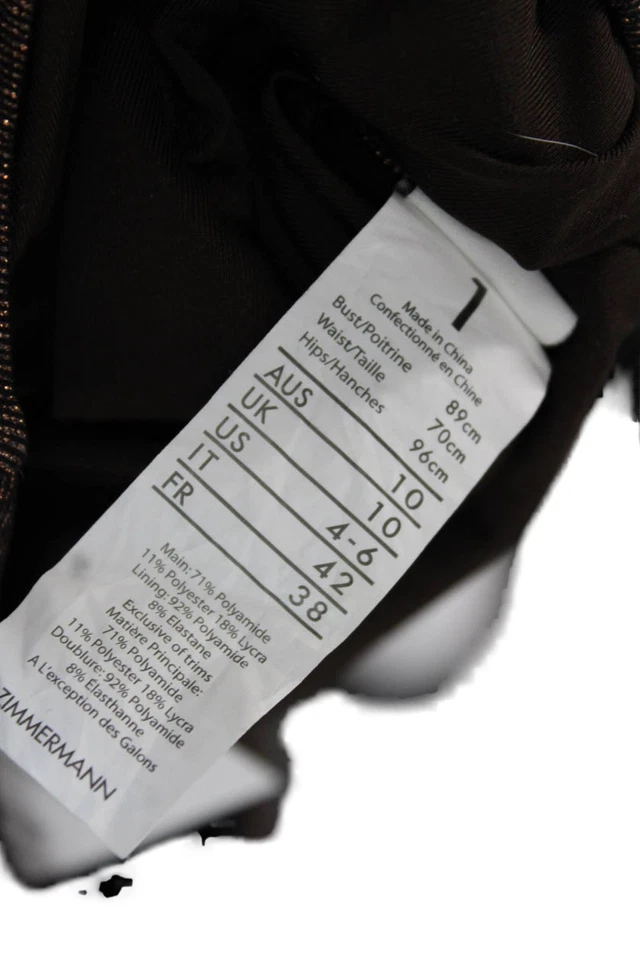 1
Made in China
Confectionné en Chine
Bust/Poitrine 89cm
Waist/Taille 70cm
Hips/Hanches 96cm
AUS 10
UK 10
US 4-6
IT 42
FR 38
Main: 71% Polyamide
11% Polyester 18% Lycra
Lining: 92% Polyamide
8% Elastane
Exclusive of trims
Matière Principale:
71% Polyamide
11% Polyester 18% Lycra
Doublure: 92% Polyamide
8% Elasthanne
A L'exception des Galons
ZIMMERMANN